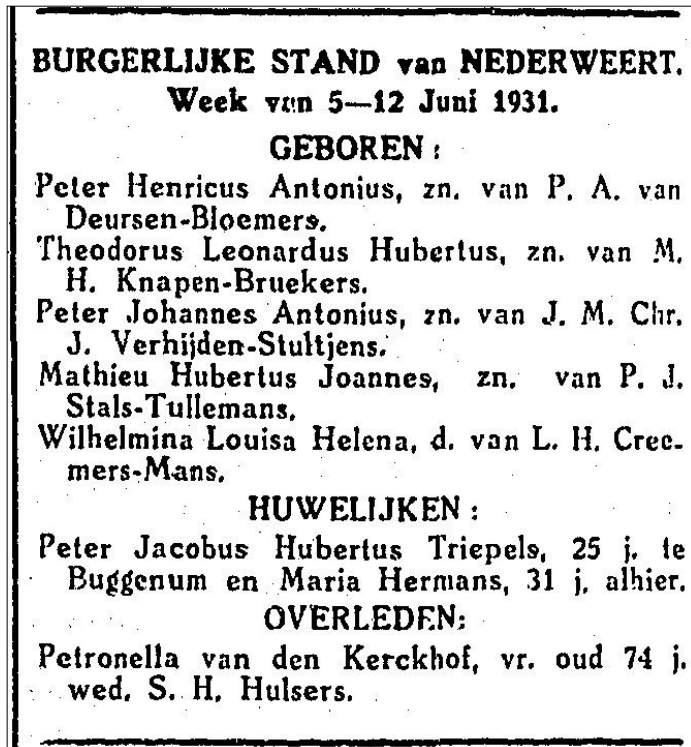 BURGERLIJKE STAND van NEDERWEERT.
Week van 5—12 Juni 1931.
GEBOREN:
Peter Henricus Antonius, zn. van P. A. van
Deursen-Bloemers.
Theodorus Leonardus Hubertus, zn. van M.
H. Knapen-Bruekers.
Peter Johannes Antonius, zn. van J. M. Chr.
J. Verhijden-Stultjens.
Mathieu Hubertus Joannes, zn. van P. J.
Stals-Tullemans.
Wilhelmina Louisa Helena, d. van L. H. Cree-
mers-Mans.
HUWELIJKEN:
Peter Jacobus Hubertus Triepels, 25 j. te
Buggenum en Maria Hermans, 31 j. alhier.
OVERLEDEN:
Petronella van den Kerckhof, vr. oud 74 j.
wed. S. H. Hulsers.